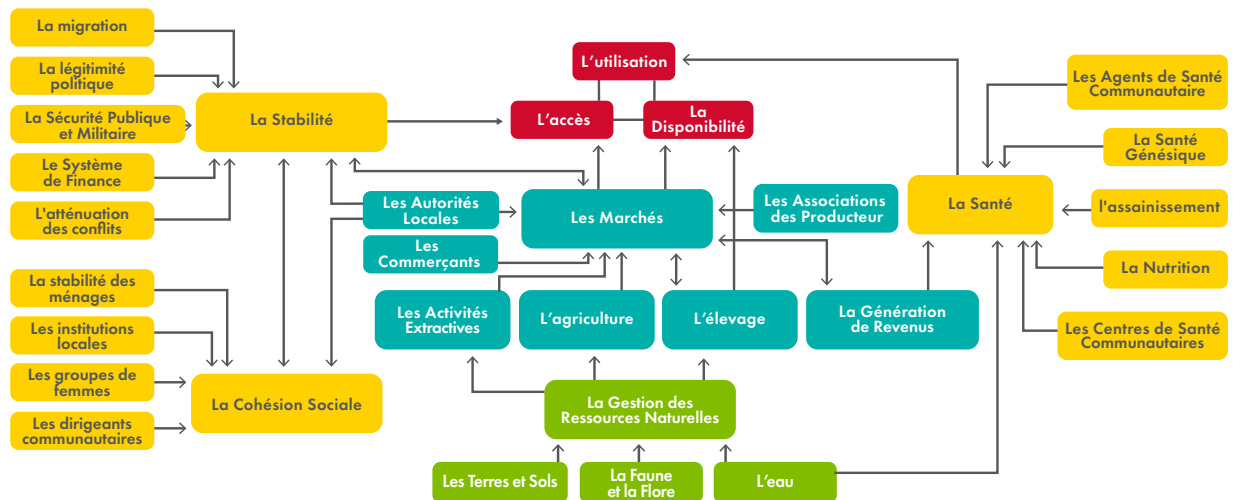 La migration
La légitimité
politique
La Sécurité Publique
et Militaire
Le Système
de Finance
L'atténuation
des conflits
La Stabilité
La stabilité des
ménages
Les institutions
locales
Les groupes de
femmes
Les dirigeants
communautaires
La Cohésion Sociale
L'utilisation
L'accès
La
Disponibilité
Les Autorités
Locales
Les
Commerçants
Les Marchés
Les Associations
des Producteur
Les Activités
Extractives
L'agriculture
L'élevage
La Génération
de Revenus
La Gestion des
Ressources Naturelles
Les Terres et Sols
La Faune
et la Flore
L'eau
La Santé
Les Agents de Santé
Communautaire
La Santé
Génésique
l'assainissement
La Nutrition
Les Centres de Santé
Communautaires